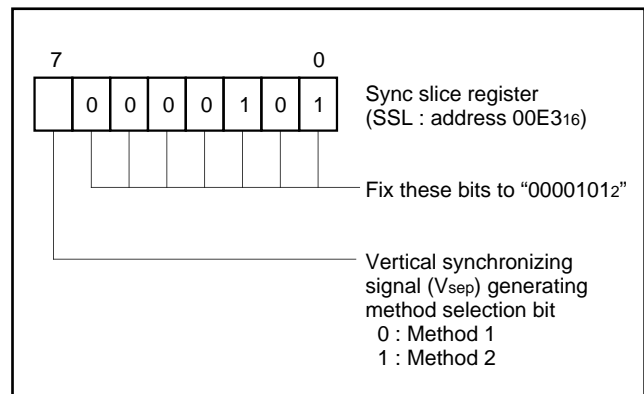 7 0
0 0 0 0 1 0 1
Sync slice register
(SSL : address 00E316)
Fix these bits to “00001012”
Vertical synchronizing
signal (Vsep) generating
method selection bit
0 : Method 1
1 : Method 2